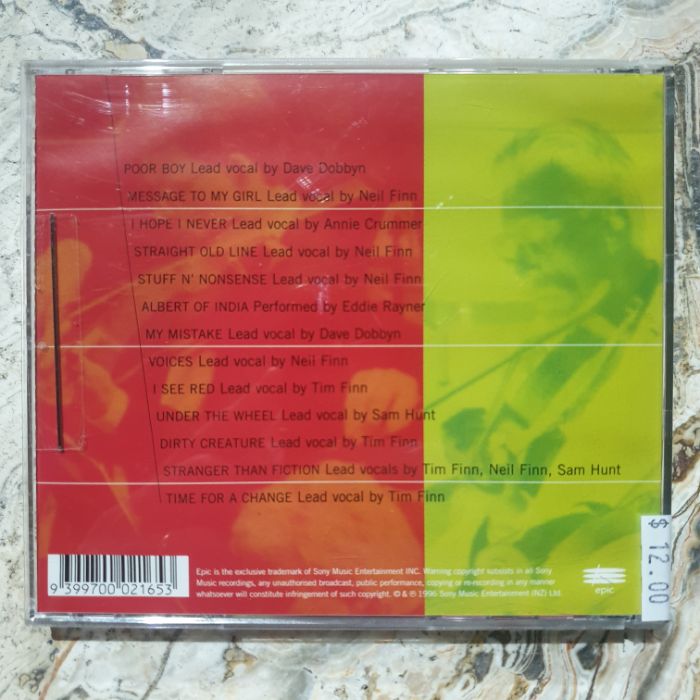 POOR BOY Lead vocal by Dave Dobbyn
MESSAGE TO MY GIRL Lead vocal by Neil Finn
I HOPE I NEVER Lead vocal by Annie Crummer
STRAIGHT OLD LINE Lead vocal by Neil Finn
STUFF N' NONSENSE Lead vocal by Neil Finn
ALBERT OF INDIA Performed by Eddie Rayner
MY MISTAKE Lead vocal by Dave Dobbyn
VOICES Lead vocal by Neil Finn
I SEE RED Lead vocal by Tim Finn
UNDER THE WHEEL Lead vocal by Sam Hunt
DIRTY CREATURE Lead vocal by Tim Finn
STRANGER THAN FICTION Lead vocals by Tim Finn, Neil Finn, Sam Hunt
TIME FOR A CHANGE Lead vocal by Tim Finn
9 399700 021653
Epic is the exclusive trademark of Sony Music Entertainment INC. Warning copyright subsists in all Sony
Music recordings, any unauthorised broadcast, public performance, copying or re-recording in any manner
whatsoever will constitute infringement of such copyright. © & ℗ 1996 Sony Music Entertainment (NZ) Ltd.
epic
$ 12.00